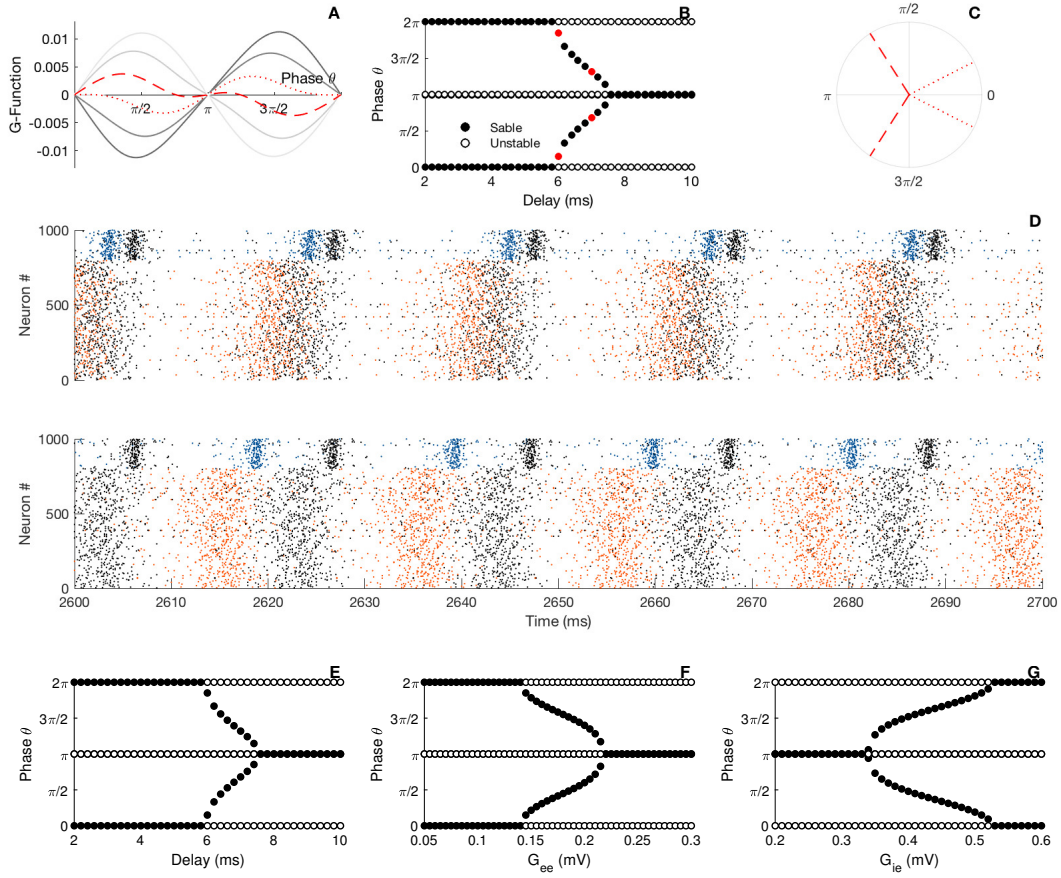 A
G-Function
0.01
0.005
0
-0.005
-0.01
π/2
π
3π/2
Phase θ
B
Phase θ
2π
3π/2
π
π/2
0
Sable
Unstable
2 4 6 8 10
Delay (ms)
C
π/2
π
0
3π/2
D
Neuron #
1000
500
0
Neuron #
1000
500
0
2600 2610 2620 2630 2640 2650 2660 2670 2680 2690 2700
Time (ms)
E
Phase θ
2π
3π/2
π
π/2
0
2 4 6 8 10
Delay (ms)
F
Phase θ
2π
3π/2
π
π/2
0
0.05 0.1 0.15 0.2 0.25 0.3
G_ee (mV)
G
Phase θ
2π
3π/2
π
π/2
0
0.2 0.3 0.4 0.5 0.6
G_ie (mV)